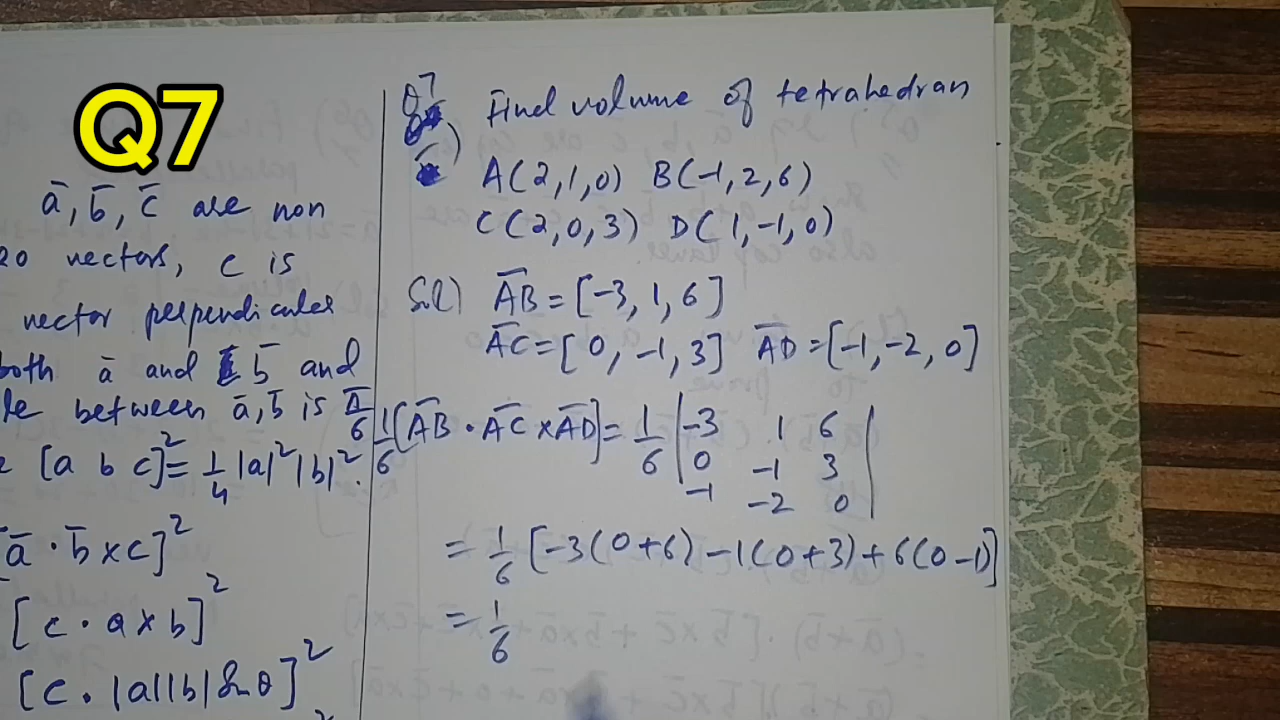 Q7
ā, b̄, c̄ are non
20 vectors, c is
vector perpendicular
both ā and b̄ and
le between ā, b̄ is π/6
[a b c]² = 1/4 |a|² |b|².
ā · b̄ × c]²
[c · a × b]²
[c · |a||b| Sin θ]²
Q7
Find volume of tetrahedran
A(2,1,0) B(-1,2,6)
C(2,0,3) D(1,-1,0)
Sol) AB = [-3, 1, 6]
AC = [0, -1, 3] AD = [-1, -2, 0]
1/6 [AB · AC × AD] = 1/6 | -3 1 6
0 -1 3
-1 -2 0 |
= 1/6 [-3(0+6) -1(0+3) + 6(0-1)]
= 1/6